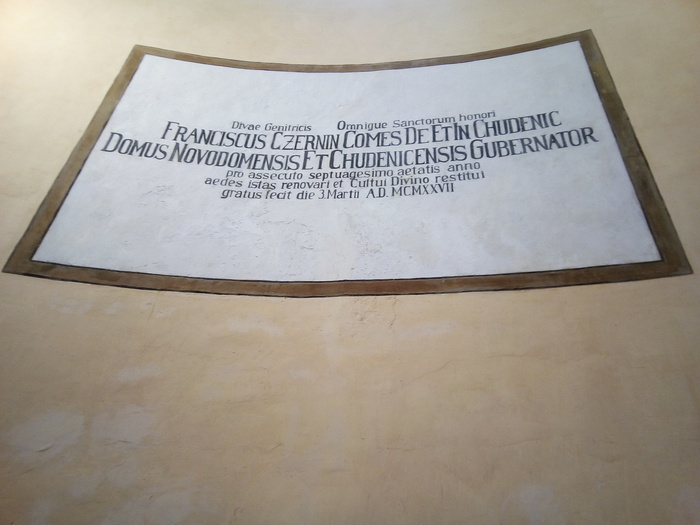 Divae Genitricis Omnigue Sanctorum honori
FRANCISCUS CZERNIN COMES DE ET IN CHUDENIC
DOMUS NOVODOMENSIS ET CHUDENICENSIS GUBERNATOR
pro assecuto septuagesimo aetatis anno
aedes istas renovari et Cultui Divino restitui
gratus fecit die 3.Martii A.D. MCMXXVII